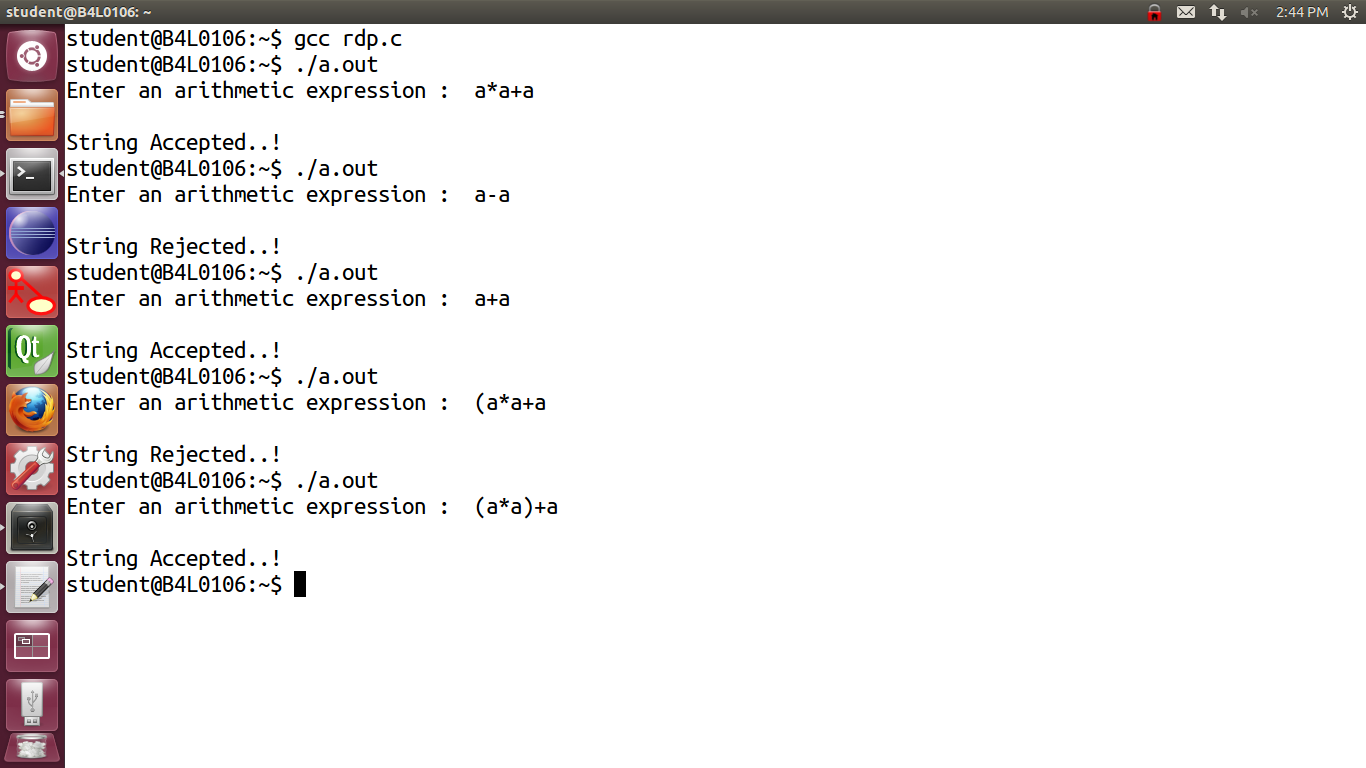 student@B4L0106: ~
2:44 PM
student@B4L0106:~$ gcc rdp.c
student@B4L0106:~$ ./a.out
Enter an arithmetic expression :  a*a+a
String Accepted..!
student@B4L0106:~$ ./a.out
Enter an arithmetic expression :  a-a
String Rejected..!
student@B4L0106:~$ ./a.out
Enter an arithmetic expression :  a+a
String Accepted..!
student@B4L0106:~$ ./a.out
Enter an arithmetic expression :  (a*a+a
String Rejected..!
student@B4L0106:~$ ./a.out
Enter an arithmetic expression :  (a*a)+a
String Accepted..!
student@B4L0106:~$
>_
Qt